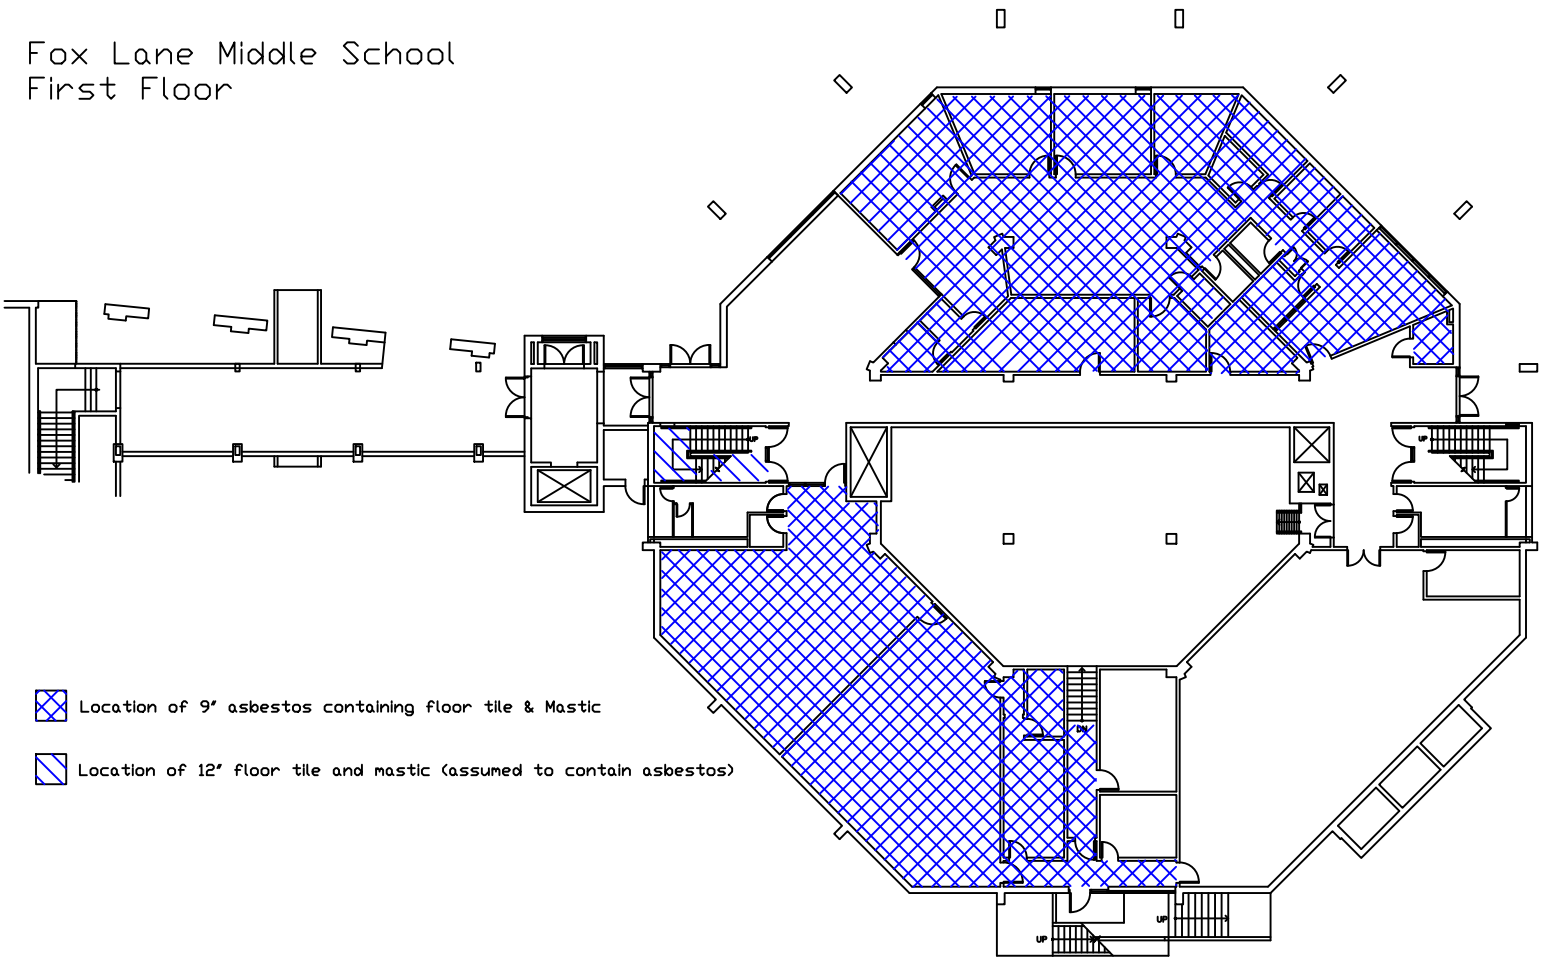 Fox Lane Middle School
First Floor
UP
UP
Location of 9" asbestos containing floor tile & Mastic
DN
Location of 12" floor tile and mastic (assumed to contain asbestos)
UP
UP